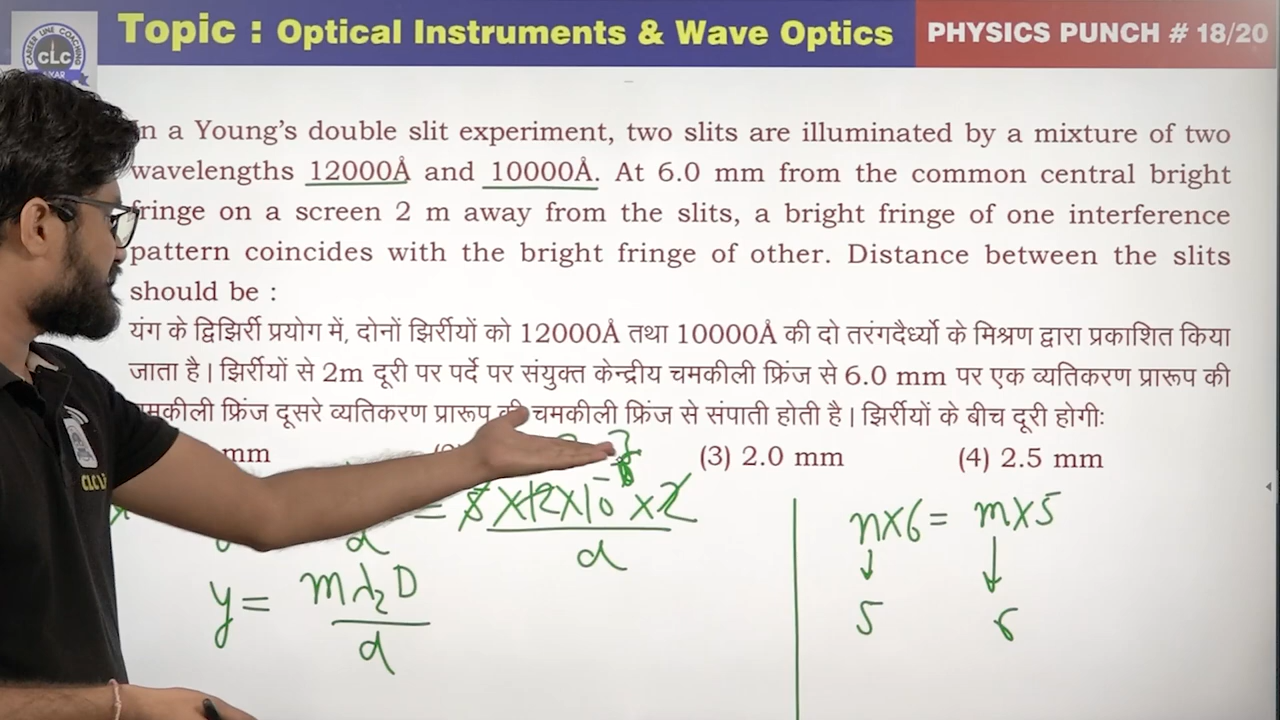 Topic : Optical Instruments & Wave Optics
PHYSICS PUNCH # 18/20
CLC
In a Young's double slit experiment, two slits are illuminated by a mixture of two
wavelengths 12000Å and 10000Å. At 6.0 mm from the common central bright
fringe on a screen 2 m away from the slits, a bright fringe of one interference
pattern coincides with the bright fringe of other. Distance between the slits
should be :
यंग के द्विझिर्री प्रयोग में, दोनों झिर्रीयों को 12000Å तथा 10000Å की दो तरंगदैर्ध्यो के मिश्रण द्वारा प्रकाशित किया
जाता है। झिर्रीयों से 2m दूरी पर पर्दे पर संयुक्त केन्द्रीय चमकीली फ्रिंज से 6.0 mm पर एक व्यतिकरण प्रारूप की
चमकीली फ्रिंज दूसरे व्यतिकरण प्रारूप की चमकीली फ्रिंज से संपाती होती है। झिर्रीयों के बीच दूरी होगीः
mm (3) 2.0 mm (4) 2.5 mm
d
y = mλ₂D
d
n×6 = m×5
5 6